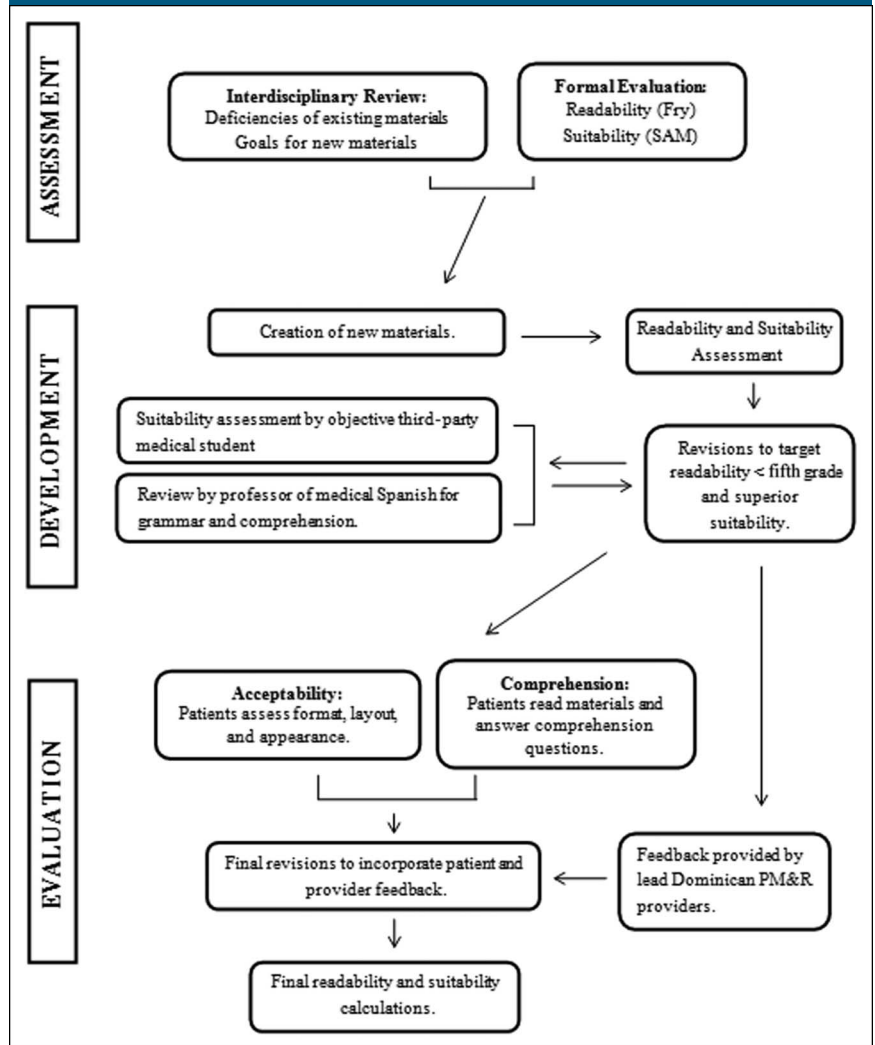 ASSESSMENT
Interdisciplinary Review:
Deficiencies of existing materials
Goals for new materials
Formal Evaluation:
Readability (Fry)
Suitability (SAM)
DEVELOPMENT
Creation of new materials.
Readability and Suitability
Assessment
Suitability assessment by objective third-party
medical student
Review by professor of medical Spanish for
grammar and comprehension.
Revisions to target
readability < fifth grade
and superior
suitability.
EVALUATION
Acceptability:
Patients assess format, layout,
and appearance.
Comprehension:
Patients read materials and
answer comprehension
questions.
Final revisions to incorporate patient and
provider feedback.
Feedback provided by
lead Dominican PM&R
providers.
Final readability and suitability
calculations.